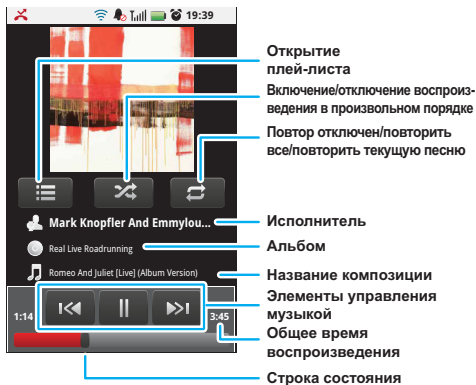 19:39
Открытие
плей-листа
Включение/отключение воспроиз-
ведения в произвольном порядке
Повтор отключен/повторить
все/повторить текущую песню
Mark Knopfler And Emmylou...
Исполнитель
Real Live Roadrunning
Альбом
Romeo And Juliet [Live] (Album Version)
Название композиции
Элементы управления
музыкой
1:14
3:45
Общее время
воспроизведения
Строка состояния